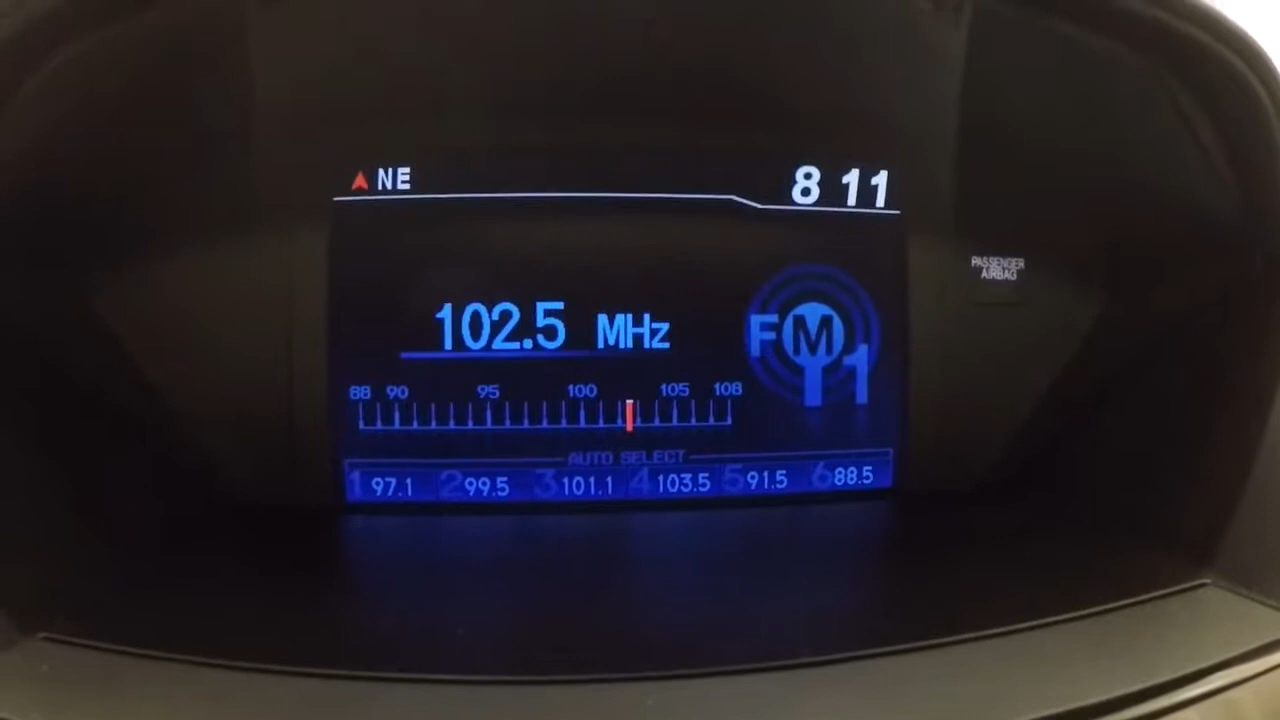 NE 8 11
PASSENGER
AIRBAG
102.5 MHz
FM1
88 90 95 100 105 108
AUTO SELECT
1 97.1 2 99.5 3 101.1 4 103.5 5 91.5 6 88.5